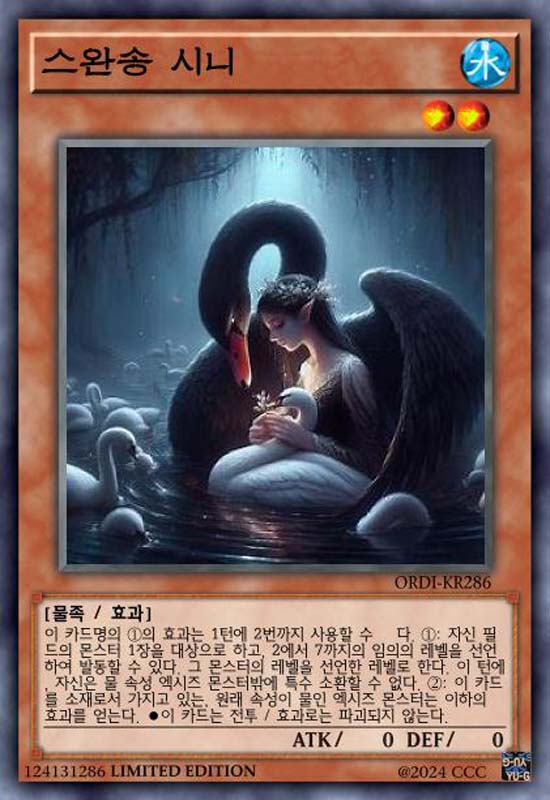 스완송 시니
水
ORDI-KR286
[물족 / 효과]
이 카드명의 ①의 효과는 1턴에 2번까지 사용할 수 다. ①: 자신 필
드의 몬스터 1장을 대상으로 하고, 2에서 7까지의 임의의 레벨을 선언
하여 발동할 수 있다. 그 몬스터의 레벨을 선언한 레벨로 한다. 이 턴에
자신은 물 속성 엑시즈 몬스터밖에 특수 소환할 수 없다. ②: 이 카드
를 소재로서 가지고 있는, 원래 속성이 물인 엑시즈 몬스터는 이하의
효과를 얻는다. ●이 카드는 전투 / 효과로는 파괴되지 않는다.
ATK/ 0 DEF/ 0
124131286 LIMITED EDITION ©2024 CCC